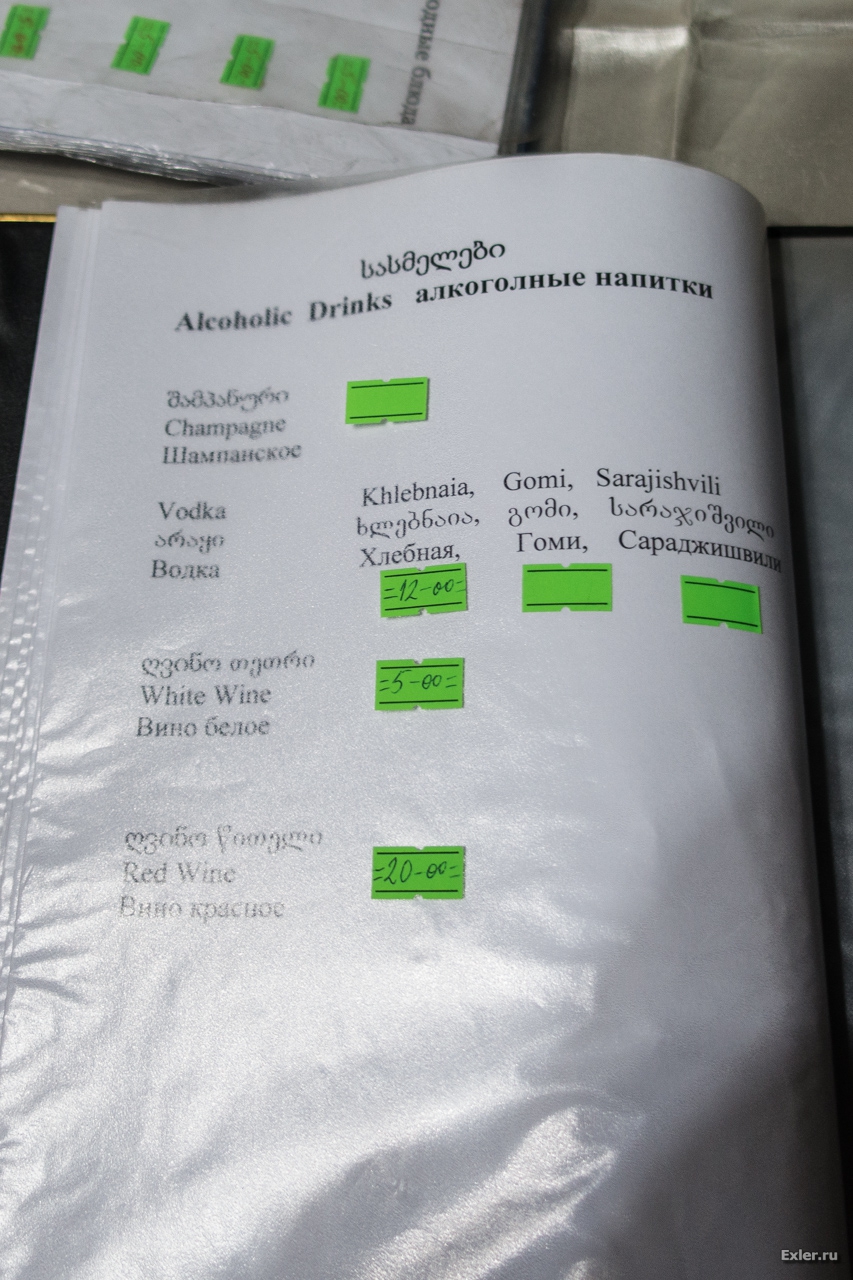 одные блюда
სასმელები
Alcoholic Drinks алкоголные напитки
შამპანური
Champagne
Шампанское
Vodka Khlebnaia, Gomi, Sarajishvili
არაყი ხლებნაია, გომი, სარაჯიშვილი
Водка Хлебная, Гоми, Сараджишвили
=12-00=
ღვინო თეთრი
White Wine =5-00=
Вино белое
ღვინო წითელი
Red Wine =20-00=
Вино красное
Exler.ru